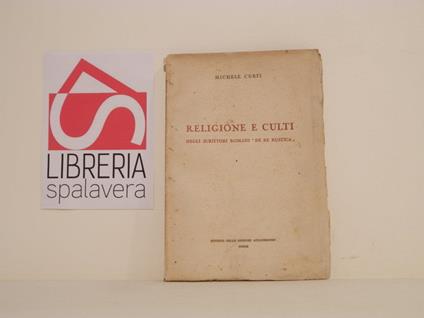 LIBRERIA
spalavera
MICHELE CURTI
RELIGIONE E CULTI
NEGLI SCRITTORI ROMANI "DE RE RUSTICA"